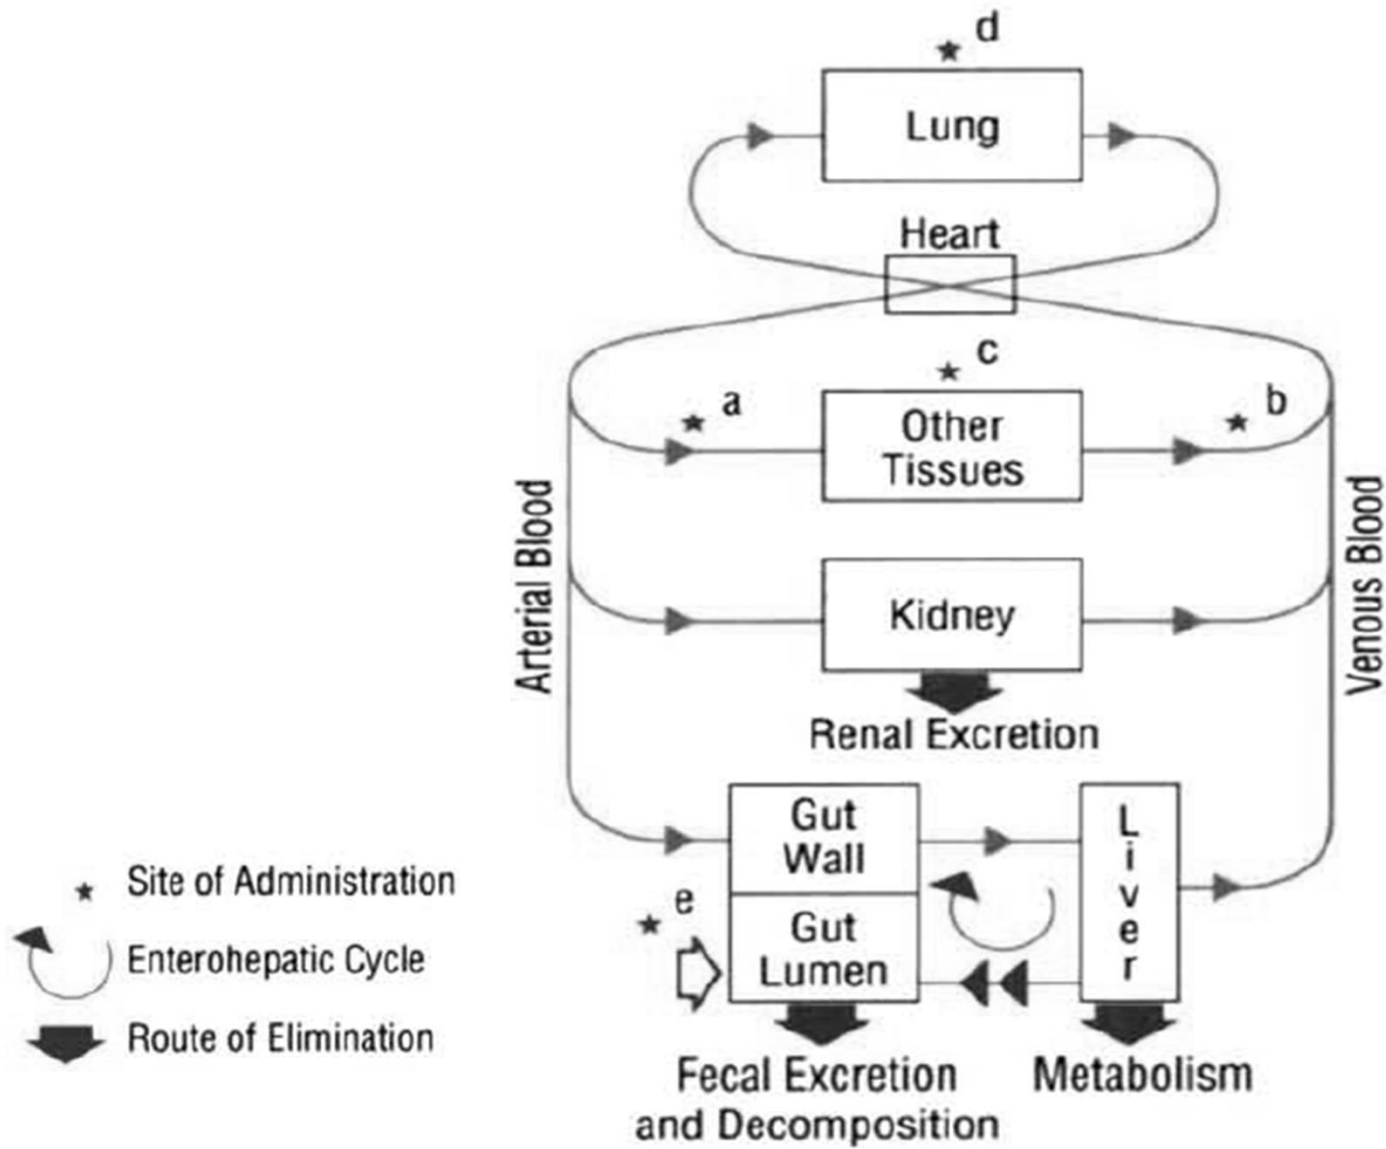 d
Lung
Heart
c
a
b
Other
Tissues
Arterial Blood
Venous Blood
Kidney
Renal Excretion
Gut
Wall
Liver
e
Gut
Lumen
Site of Administration
Enterohepatic Cycle
Route of Elimination
Fecal Excretion
and Decomposition
Metabolism